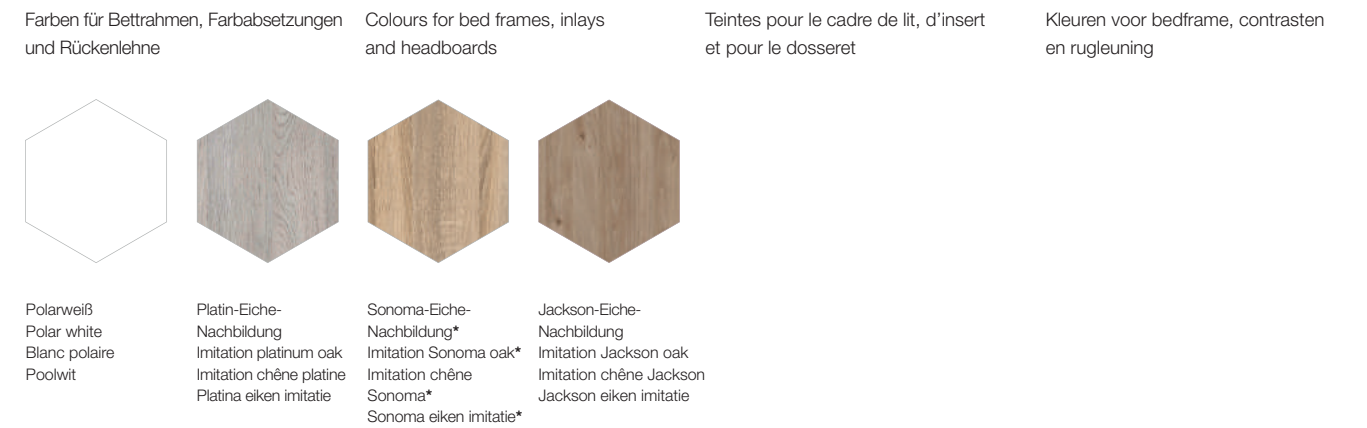 Farben für Bettrahmen, Farbabsetzungen
und Rückenlehne
Colours for bed frames, inlays
and headboards
Teintes pour le cadre de lit, d’insert
et pour le dosseret
Kleuren voor bedframe, contrasten
en rugleuning
Polarweiß
Polar white
Blanc polaire
Poolwit
Platin-Eiche-
Nachbildung
Imitation platinum oak
Imitation chêne platine
Platina eiken imitatie
Sonoma-Eiche-
Nachbildung*
Imitation Sonoma oak*
Imitation chêne
Sonoma*
Sonoma eiken imitatie*
Jackson-Eiche-
Nachbildung
Imitation Jackson oak
Imitation chêne Jackson
Jackson eiken imitatie